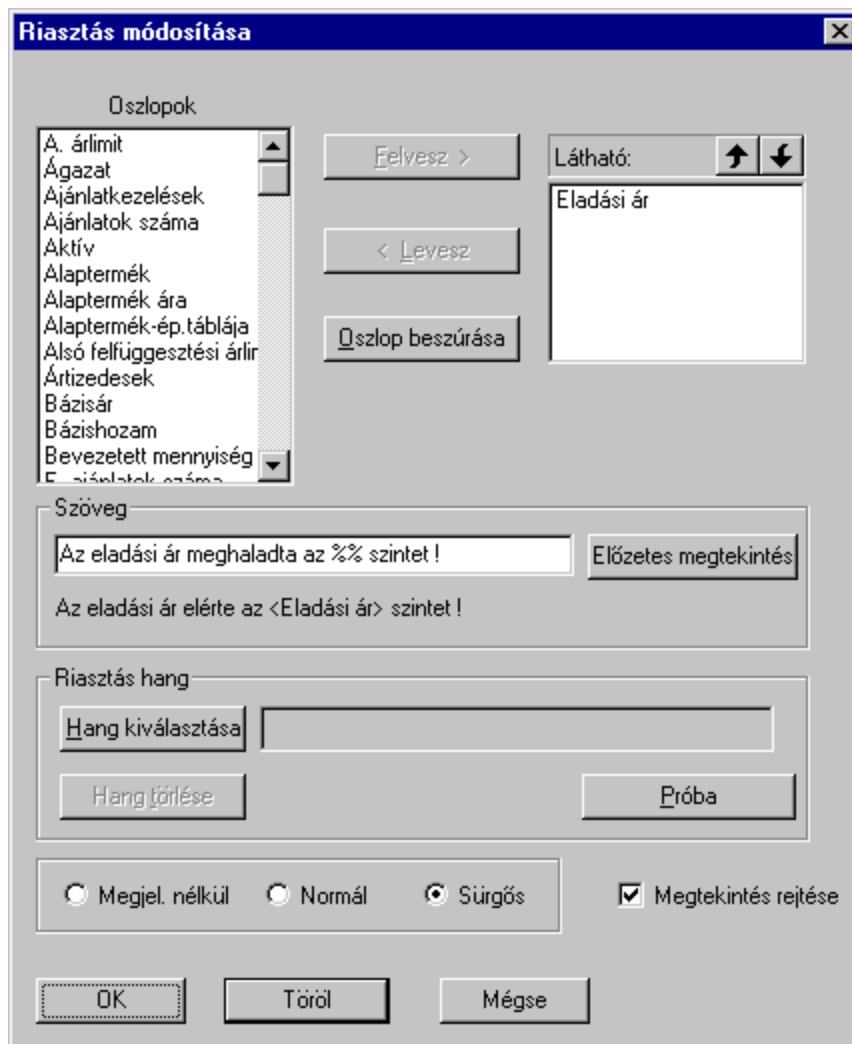 Riasztás módosítása
Oszlopok
A. árlimit
Ágazat
Ajánlatkezelések
Ajánlatok száma
Aktív
Alaptermék
Alaptermék ára
Alaptermék-ép.táblája
Alsó felfüggesztési árlir
Ártizedesek
Bázisár
Bázishozam
Bevezetett mennyiség
E. ajánlatok száma
Felvesz >
< Levesz
Oszlop beszúrása
Látható:
Eladási ár
Szöveg
Az eladási ár meghaladta az %% szintet !
Előzetes megtekintés
Az eladási ár elérte az <Eladási ár> szintet !
Riasztás hang
Hang kiválasztása
Hang törlése
Próba
Megjel. nélkül
Normál
Sürgős
Megtekintés rejtése
OK
Töröl
Mégse